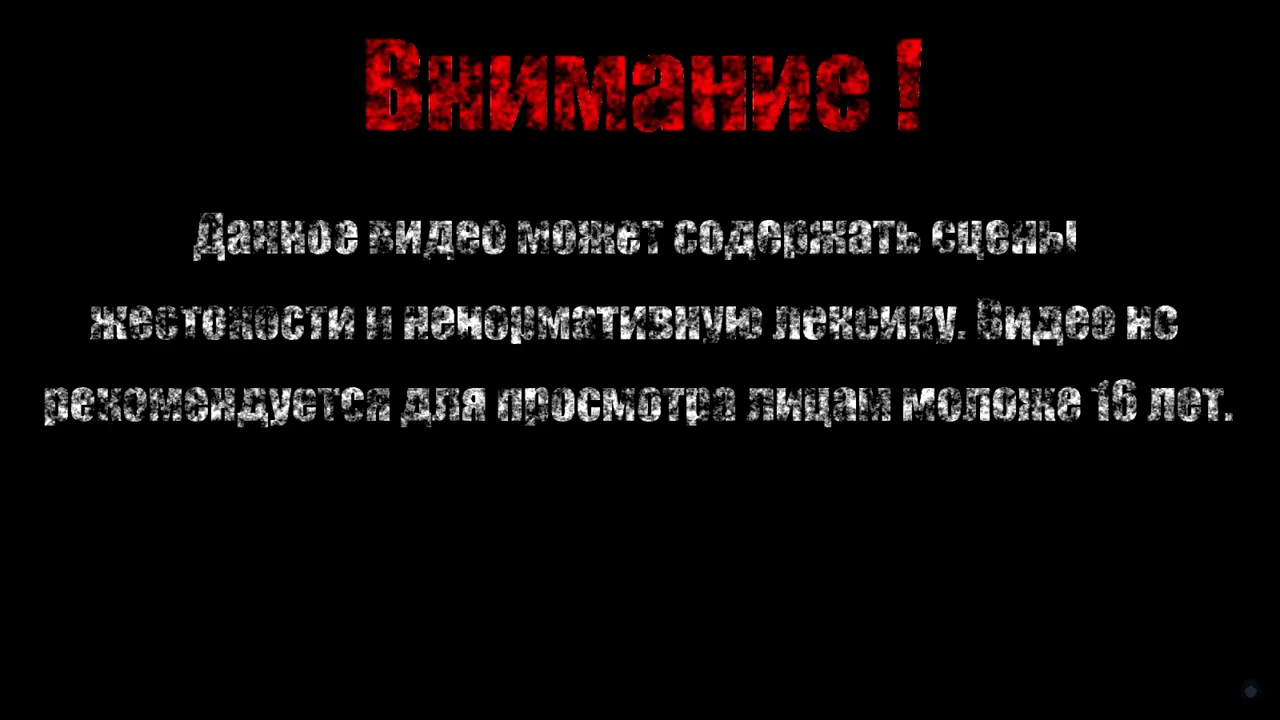 Внимание !
Данное видео может содержать сцены
жестокости и ненормативную лексику. Видео не
рекомендуется для просмотра лицам моложе 16 лет.